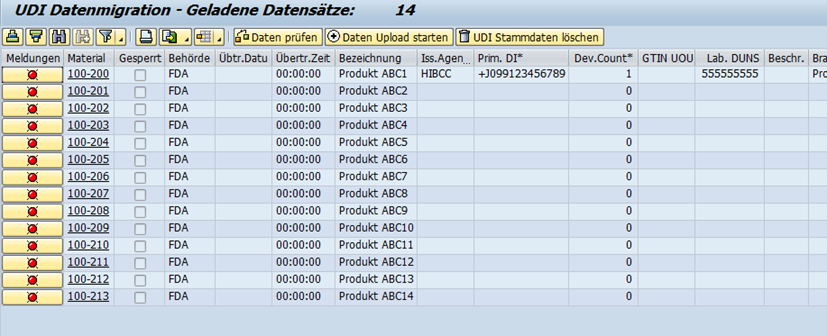 UDI Datenmigration - Geladene Datensätze: 14
Daten prüfen Daten Upload starten UDI Stammdaten löschen
Meldungen Material Gesperrt Behörde Übtr.Datu Übertr.Zeit Bezeichnung Iss.Agen Prim. DI* Dev.Count* GTIN UOU Lab. DUNS Beschr. Bra
100-200 FDA 00:00:00 Produkt ABC1 HIBCC +J099123456789 1 555555555 Pro
100-201 FDA 00:00:00 Produkt ABC2 0
100-202 FDA 00:00:00 Produkt ABC3 0
100-203 FDA 00:00:00 Produkt ABC4 0
100-204 FDA 00:00:00 Produkt ABC5 0
100-205 FDA 00:00:00 Produkt ABC6 0
100-206 FDA 00:00:00 Produkt ABC7 0
100-207 FDA 00:00:00 Produkt ABC8 0
100-208 FDA 00:00:00 Produkt ABC9 0
100-209 FDA 00:00:00 Produkt ABC10 0
100-210 FDA 00:00:00 Produkt ABC11 0
100-211 FDA 00:00:00 Produkt ABC12 0
100-212 FDA 00:00:00 Produkt ABC13 0
100-213 FDA 00:00:00 Produkt ABC14 0